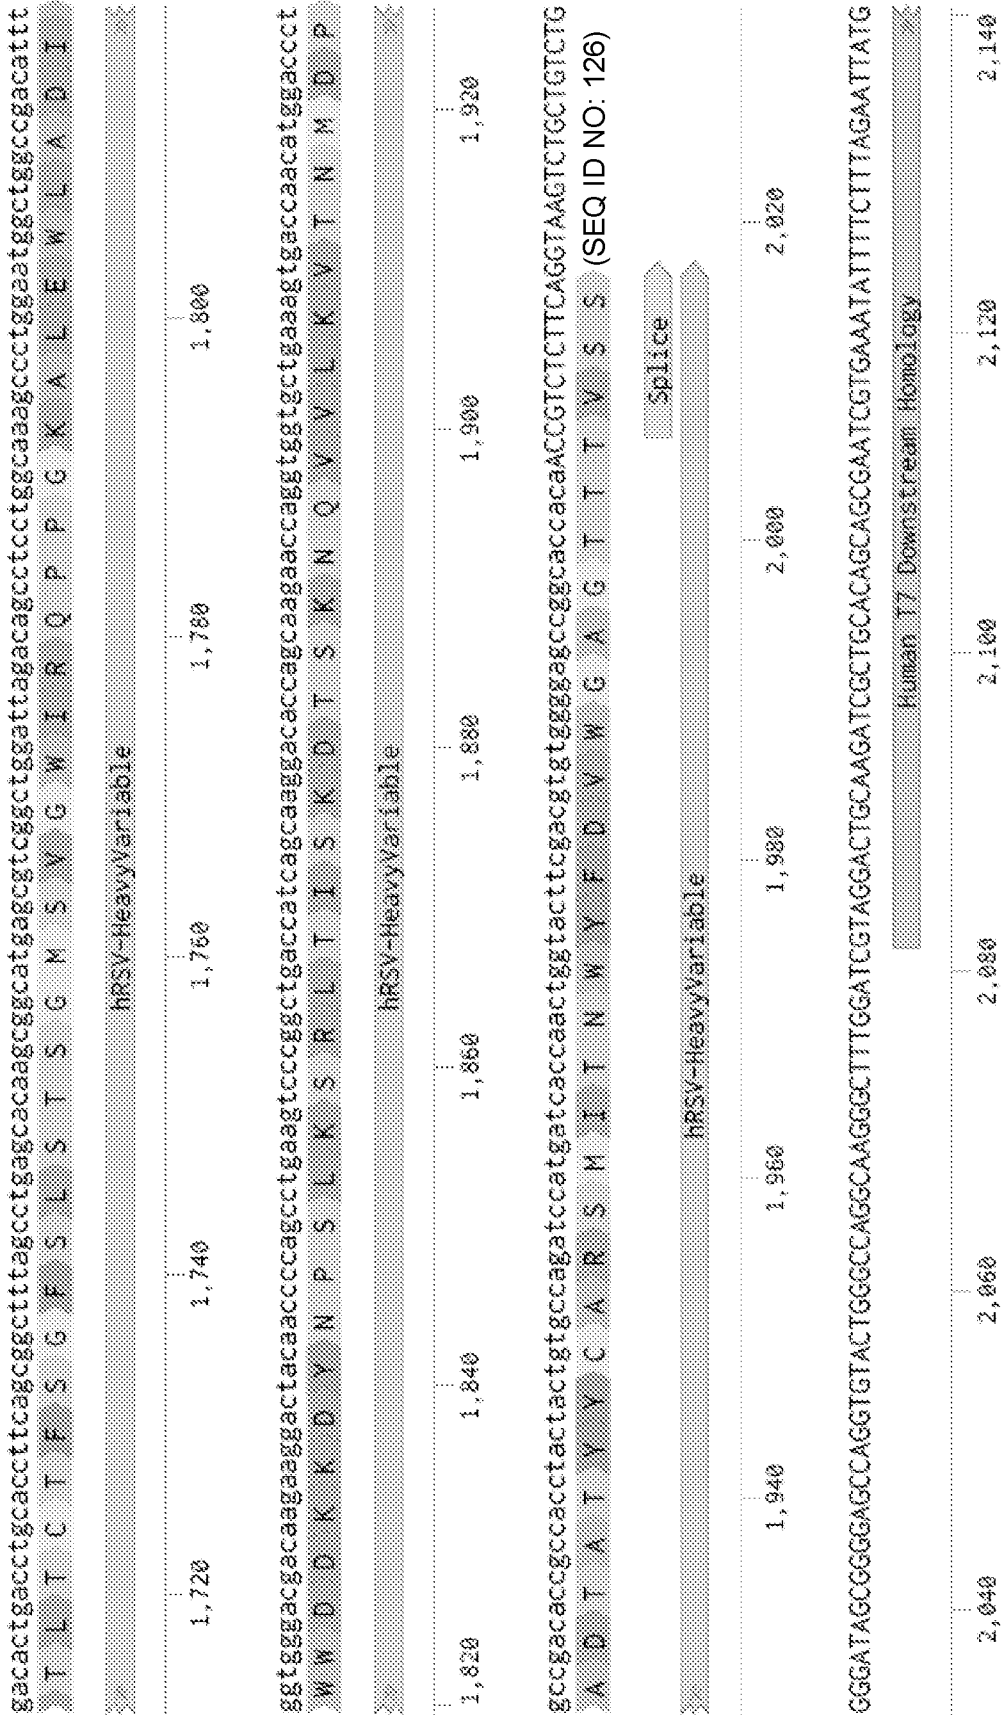 gacactgacctgcaccttcagcggctttagcctgagcacaagcggcatgagcgtcggctggattagacagcctcctggcaaagccctggaatggctggccgacattt
T L T C T F S G F S L S T S G M S V G W I R Q P P G K A L E W L A D I
hRSV-HeavyVariable
1,720 1,740 1,760 1,780 1,800
ggtgggacgacaagaaggactacaaccccagcctgaagtcccggctgaccatcagcaaggacaccagcaagaaccaggtggtgctgaaagtgaccaacatggaccct
W W D D K K D Y N P S L K S R L T I S K D T S K N Q V V L K V T N M D P
hRSV-HeavyVariable
1,820 1,840 1,860 1,880 1,900 1,920
gccgacaccgccacctactactgtgccagatccatgatcaccaactggtacttcgacgtgtggggagccggcaccacaACCGTCTCTTCAGGTAAGTCTGCTGTCTG
A D T A T Y Y C A R S M I T N W Y F D V W G A G T T T V S S (SEQ ID NO: 126)
Splice
hRSV-HeavyVariable
1,940 1,960 1,980 2,000 2,020
GGGATAGCGGGGAGCCAGGTGTACTGGGCCAGGCAAGGGCTTTGGATCGTAGGACTGCAAGATCGCTGCACAGCAGCGAATCGTGAAATATTTTCTTTAGAATTATG
Human T7 Downstream Homology
2,040 2,060 2,080 2,100 2,120 2,140